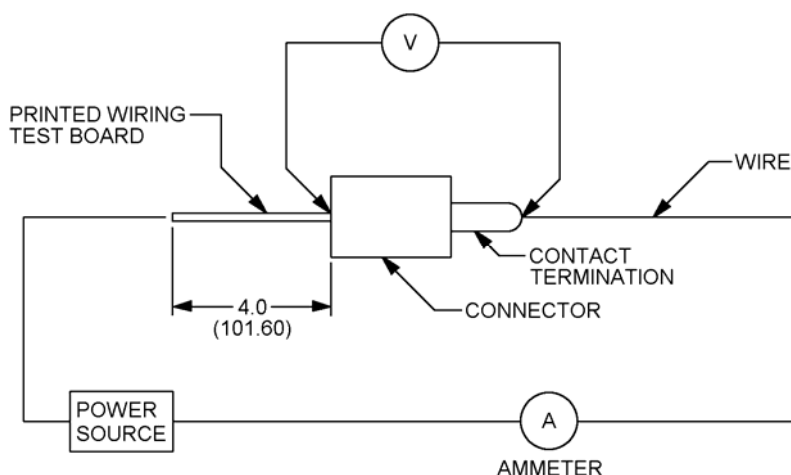 V
PRINTED WIRING
TEST BOARD
WIRE
CONTACT
TERMINATION
4.0
(101.60)
CONNECTOR
POWER
SOURCE
A
AMMETER